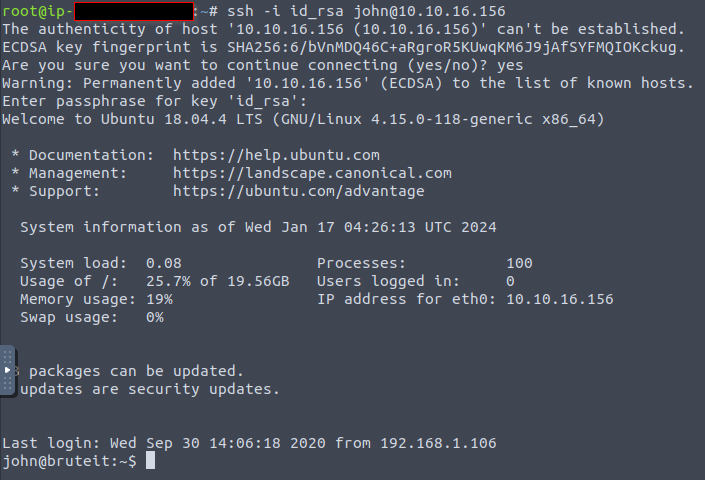 root@ip-:~# ssh -i id_rsa john@10.10.16.156
The authenticity of host '10.10.16.156 (10.10.16.156)' can't be established.
ECDSA key fingerprint is SHA256:6/bVnMDQ46C+aRgroR5KUwqKM6J9jAfSYFMQIOKckug.
Are you sure you want to continue connecting (yes/no)? yes
Warning: Permanently added '10.10.16.156' (ECDSA) to the list of known hosts.
Enter passphrase for key 'id_rsa':
Welcome to Ubuntu 18.04.4 LTS (GNU/Linux 4.15.0-118-generic x86_64)
* Documentation: https://help.ubuntu.com
* Management: https://landscape.canonical.com
* Support: https://ubuntu.com/advantage
System information as of Wed Jan 17 04:26:13 UTC 2024
System load: 0.08 Processes: 100
Usage of /: 25.7% of 19.56GB Users logged in: 0
Memory usage: 19% IP address for eth0: 10.10.16.156
Swap usage: 0%
packages can be updated.
updates are security updates.
Last login: Wed Sep 30 14:06:18 2020 from 192.168.1.106
john@bruteit:~$